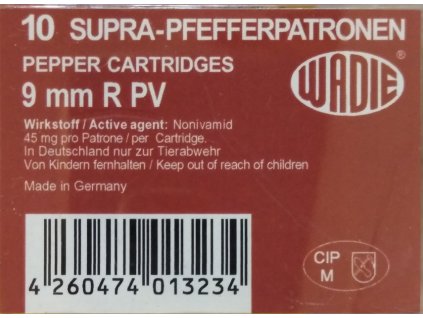 10 SUPRA-PFEFFERPATRONEN
PEPPER CARTRIDGES
9 mm R PV
WADIE®
Wirkstoff / Active agent: Nonivamid
45 mg pro Patrone / per Cartridge.
In Deutschland nur zur Tierabwehr
Von Kindern fernhalten / Keep out of reach of children
Made in Germany
4 260474 013234
CIP
M